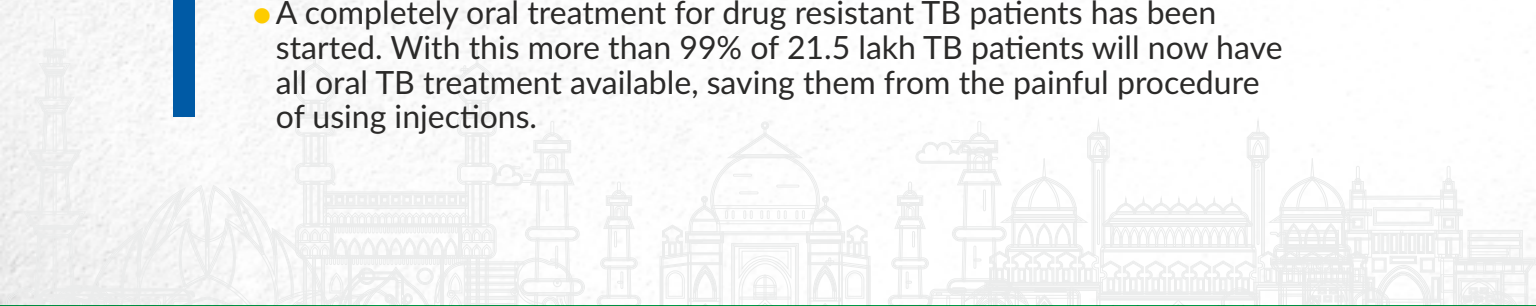 A completely oral treatment for drug resistant TB patients has been
started. With this more than 99% of 21.5 lakh TB patients will now have
all oral TB treatment available, saving them from the painful procedure
of using injections.